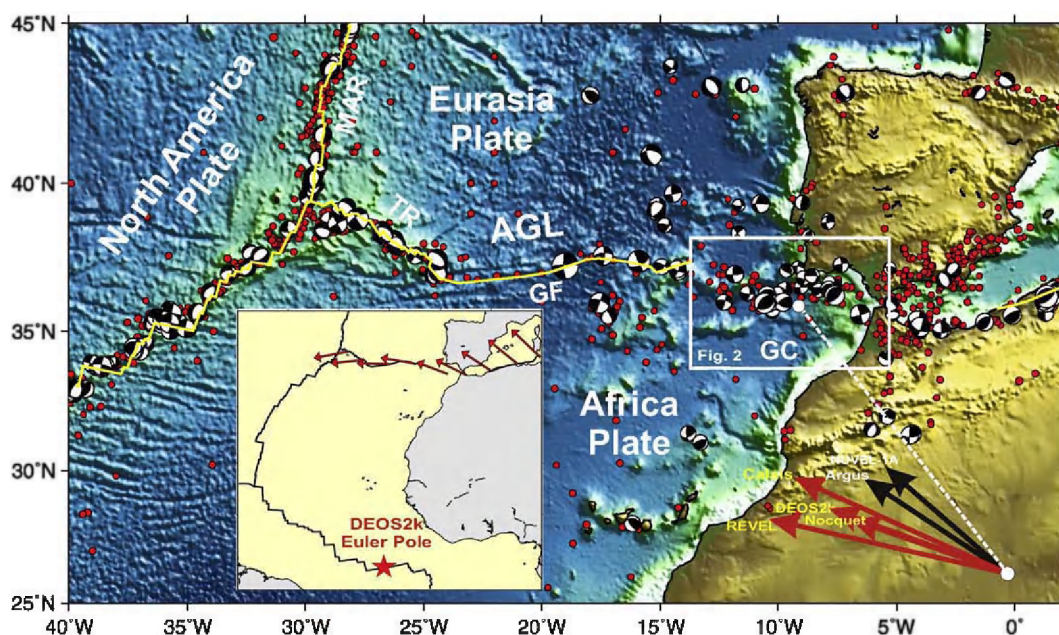 45°N
40°N
35°N
30°N
25°N
40°W
35°W
30°W
25°W
20°W
15°W
10°W
5°W
0°
North America
Plate
MAR
Eurasia
Plate
TR
AGL
GF
Fig. 2
GC
Africa
Plate
NUVEL-1A
Argus
Calais
DEOS2k
Nocquet
REVEL
DEOS2k
Euler Pole